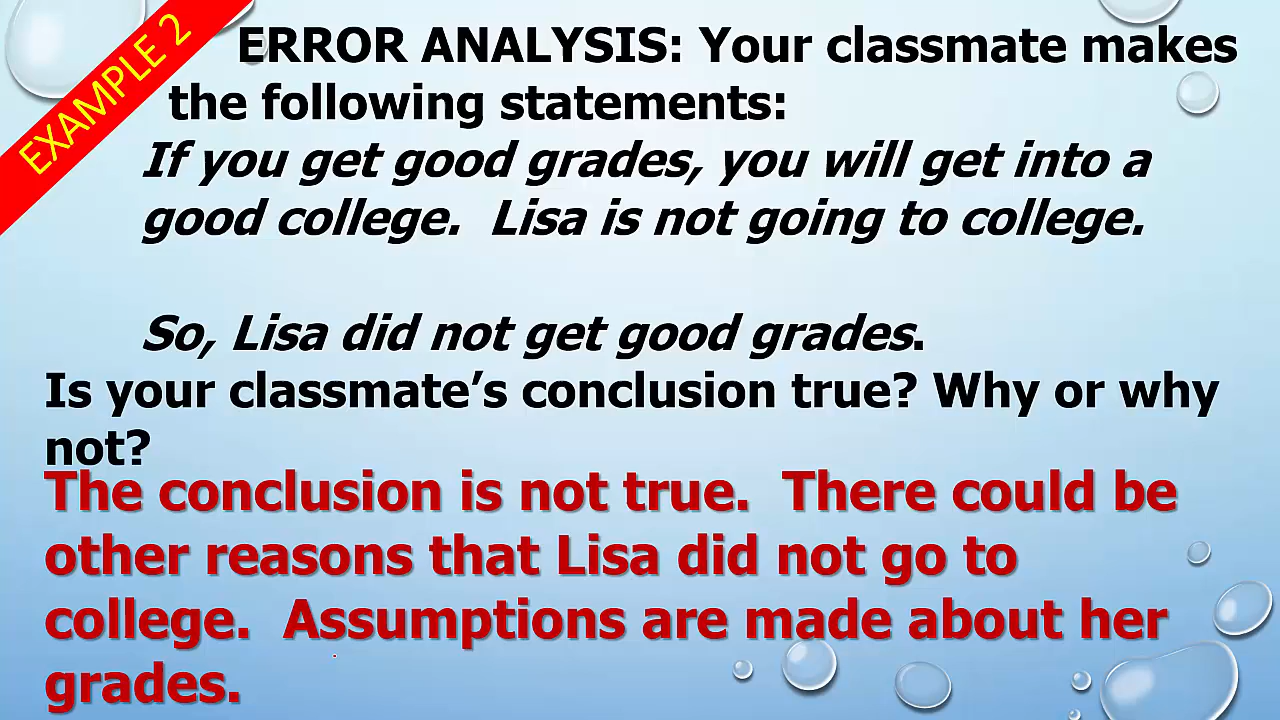 EXAMPLE 2
ERROR ANALYSIS: Your classmate makes
the following statements:
If you get good grades, you will get into a
good college.  Lisa is not going to college.
So, Lisa did not get good grades.
Is your classmate’s conclusion true? Why or why
not?
The conclusion is not true.  There could be
other reasons that Lisa did not go to
college.  Assumptions are made about her
grades.